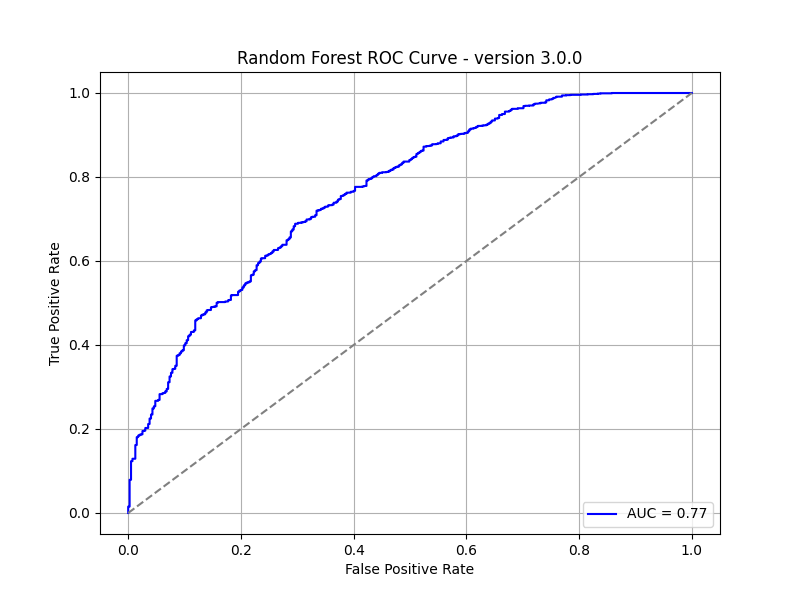 Random Forest ROC Curve - version 3.0.0
True Positive Rate
1.0
0.8
0.6
0.4
0.2
0.0
AUC = 0.77
0.0 0.2 0.4 0.6 0.8 1.0
False Positive Rate